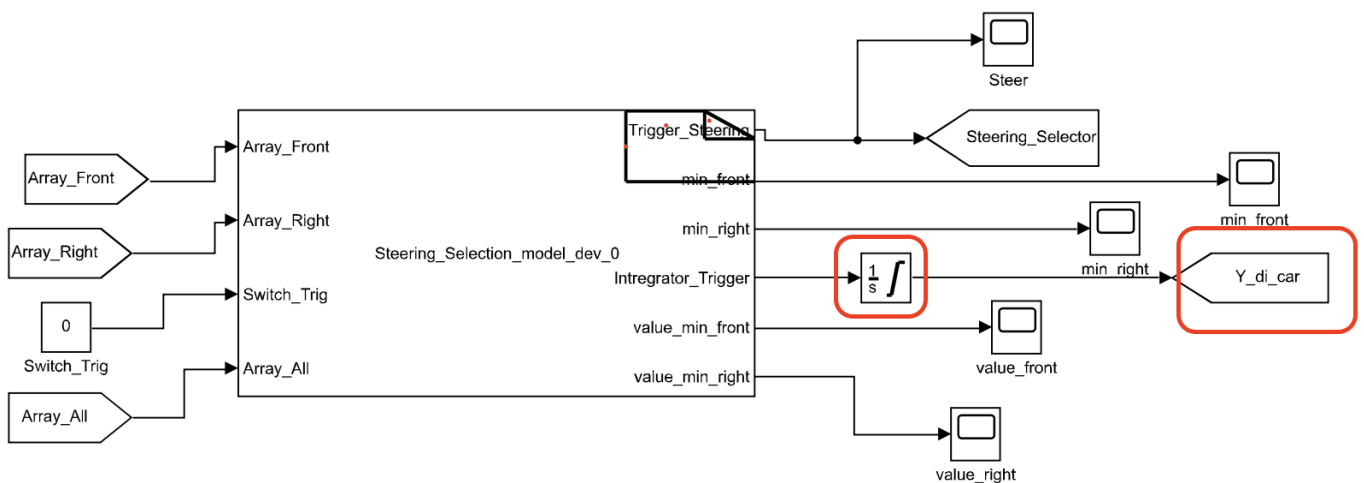 Steer
Trigger_Steering
Steering_Selector
Array_Front
Array_Front
min_front
min_front
Array_Right
Array_Right
min_right
min_right
Steering_Selection_model_dev_0
Intregrator_Trigger
1
s
Y_di_car
Switch_Trig
0
Switch_Trig
value_min_front
value_front
Array_All
Array_All
value_min_right
value_right